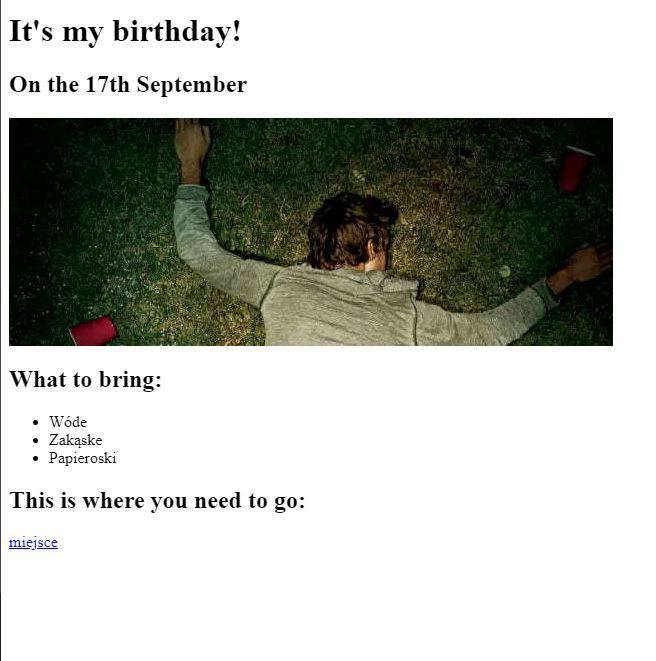 It's my birthday!
On the 17th September
What to bring:
Wóde
Zakąske
Papieroski
This is where you need to go:
miejsce